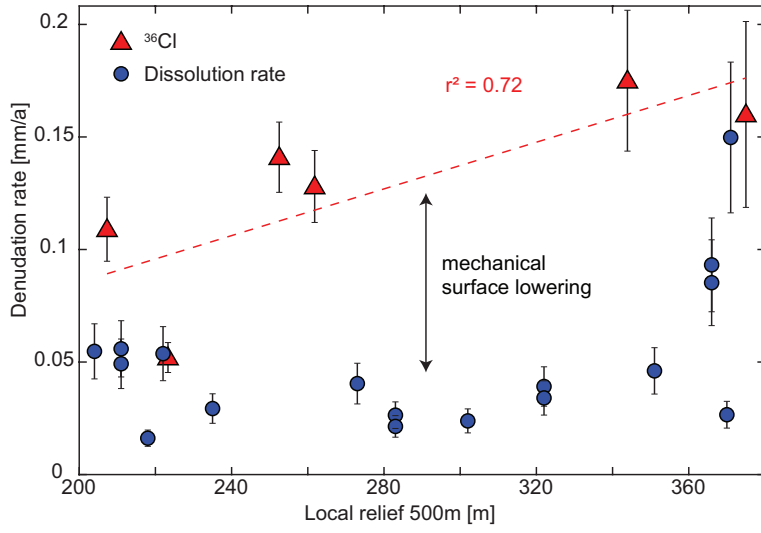 0.2
³⁶Cl
Dissolution rate
r² = 0.72
0.15
Denudation rate [mm/a]
0.1
mechanical
surface lowering
0.05
0
200
240
280
320
360
Local relief 500m [m]